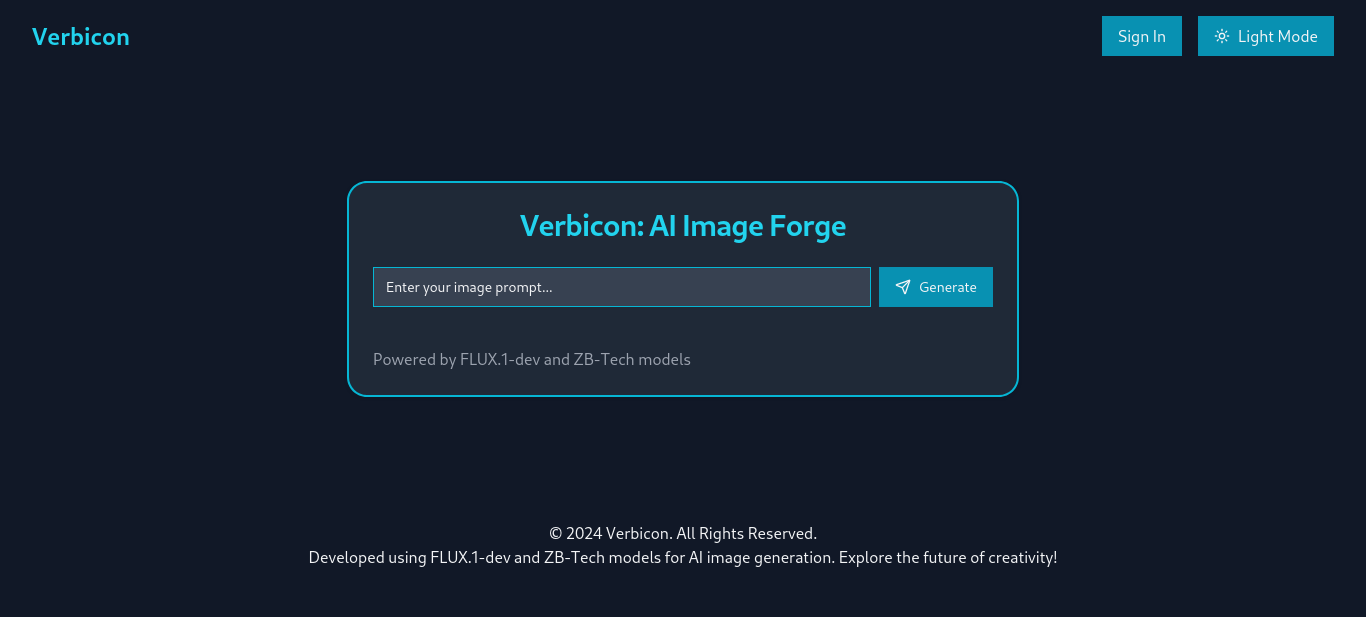 Verbicon
Sign In
Light Mode
Verbicon: AI Image Forge
Enter your image prompt...
Generate
Powered by FLUX.1-dev and ZB-Tech models
© 2024 Verbicon. All Rights Reserved.
Developed using FLUX.1-dev and ZB-Tech models for AI image generation. Explore the future of creativity!